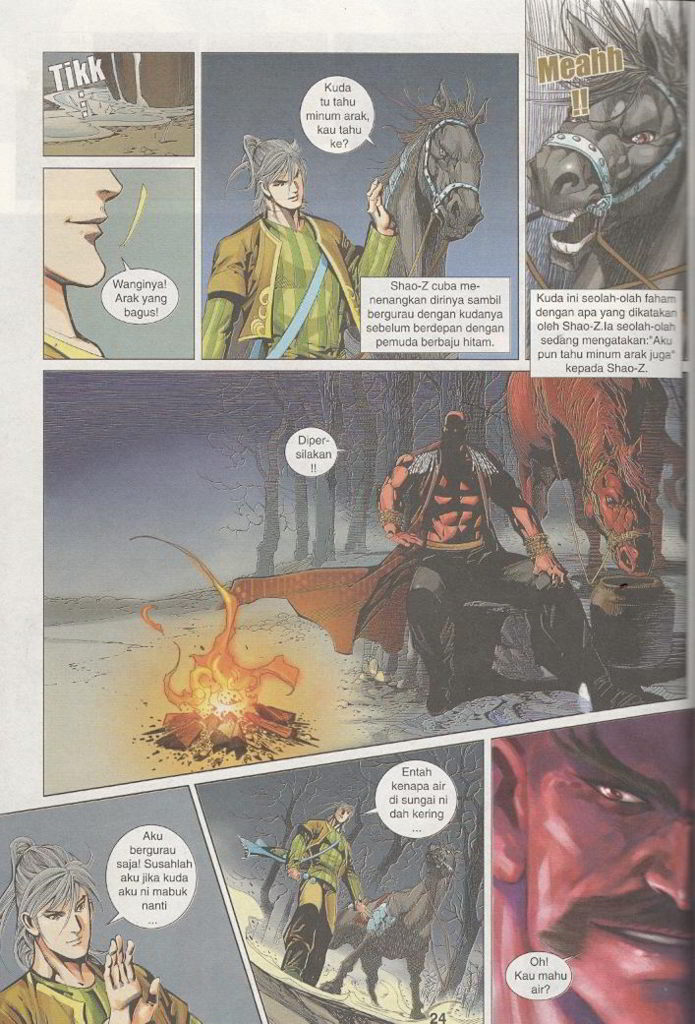 Tikk
...
Wanginya!
Arak yang
bagus!
Kuda
tu tahu
minum arak,
kau tahu
ke?
Shao-Z cuba me-
nenangkan dirinya sambil
bergurau dengan kudanya
sebelum berdepan dengan
pemuda berbaju hitam.
Meahh
!!
Kuda ini seolah-olah faham
dengan apa yang dikatakan
oleh Shao-Z.Ia seolah-olah
sedang mengatakan:"Aku
pun tahu minum arak juga"
kepada Shao-Z.
Diper-
silakan
!!
Aku
bergurau
saja! Susahlah
aku jika kuda
aku ni mabuk
nanti
...
Entah
kenapa air
di sungai ni
dah kering
...
Oh!
Kau mahu
air?
24